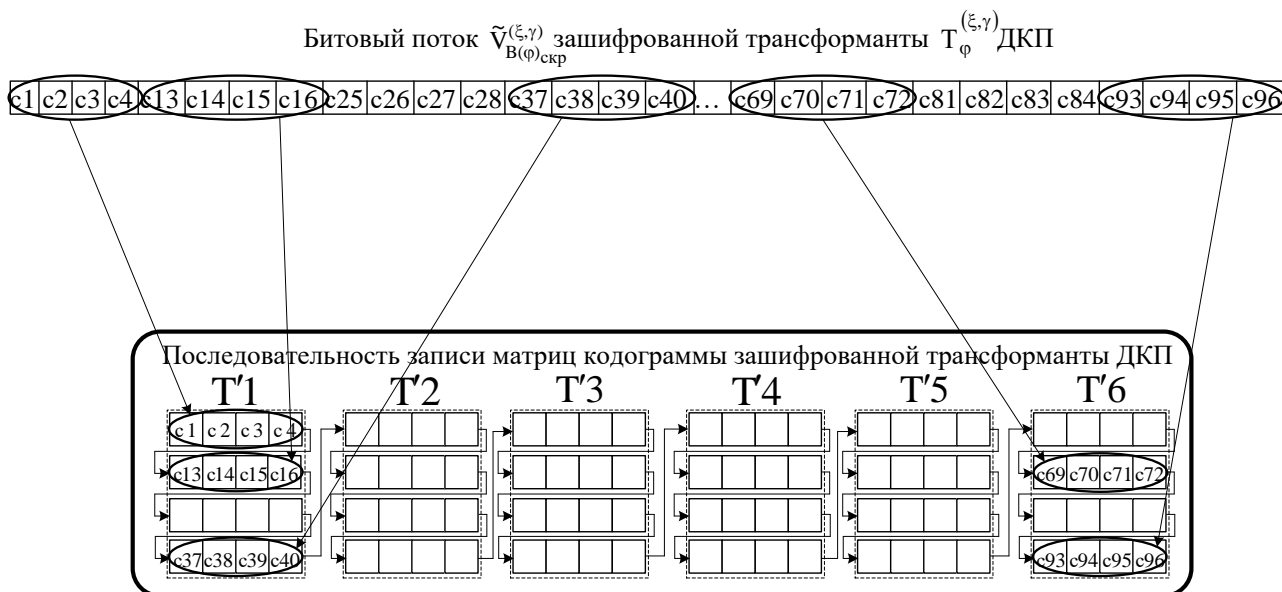 Битовый поток Ṽ_{B(φ)скр}^{(ξ,γ)} зашифрованной трансформанты T_φ^{(ξ,γ)} ДКП
c1 c2 c3 c4 c13 c14 c15 c16 c25 c26 c27 c28 c37 c38 c39 c40 … c69 c70 c71 c72 c81 c82 c83 c84 c93 c94 c95 c96
Последовательность записи матриц кодограммы зашифрованной трансформанты ДКП
T'1 T'2 T'3 T'4 T'5 T'6
c1 c2 c3 c4
c13 c14 c15 c16 c69 c70 c71 c72
c37 c38 c39 c40 c93 c94 c95 c96